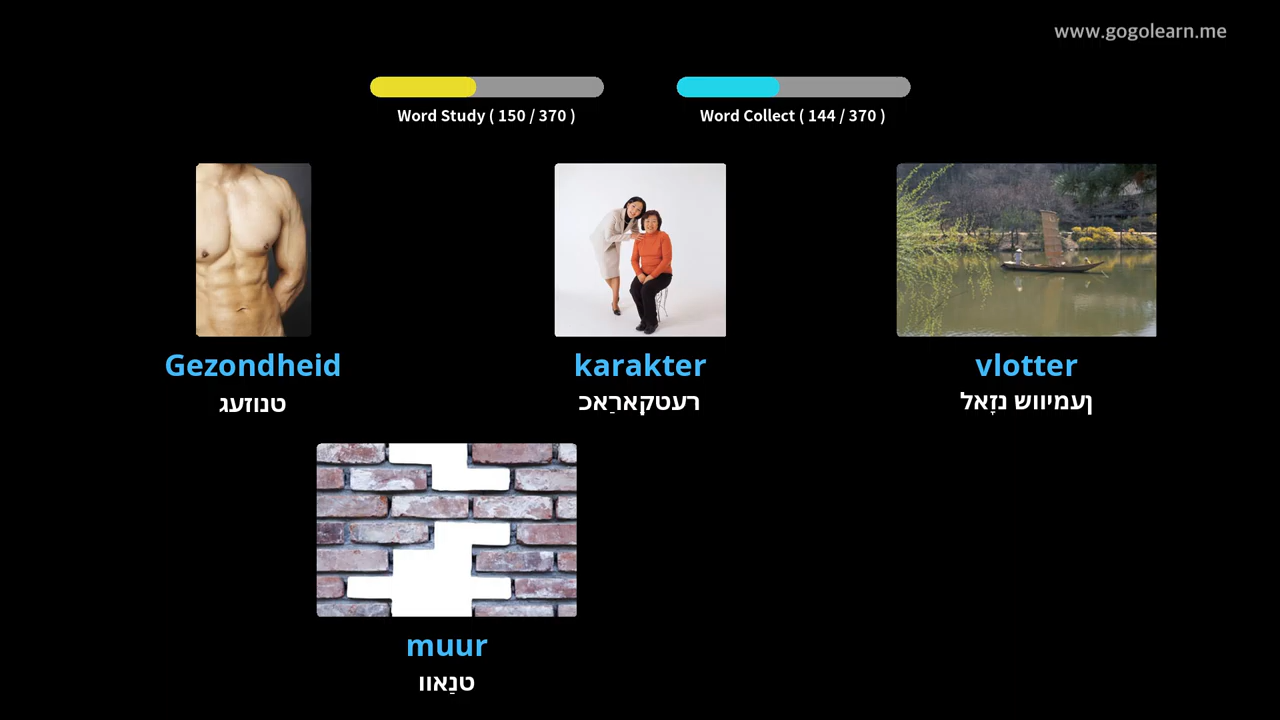 www.gogolearn.me
Word Study ( 150 / 370 )
Word Collect ( 144 / 370 )
Gezondheid
טנוזעג
karakter
רעטקאַרַאכ
vlotter
ןעמיווש נזָאל
muur
טנַאוו